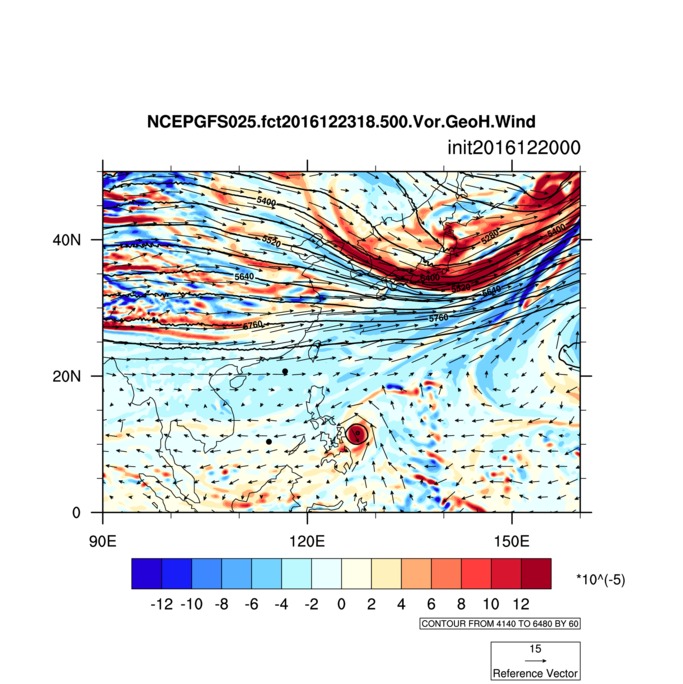 NCEPGFS025.fct2016122318.500.Vor.GeoH.Wind
init2016122000
5400
5520
5640
5760
5280
5400
5400
5520
5640
5760
40N
20N
0
90E 120E 150E
-12 -10 -8 -6 -4 -2 0 2 4 6 8 10 12
*10^(-5)
CONTOUR FROM 4140 TO 6480 BY 60
15
Reference Vector